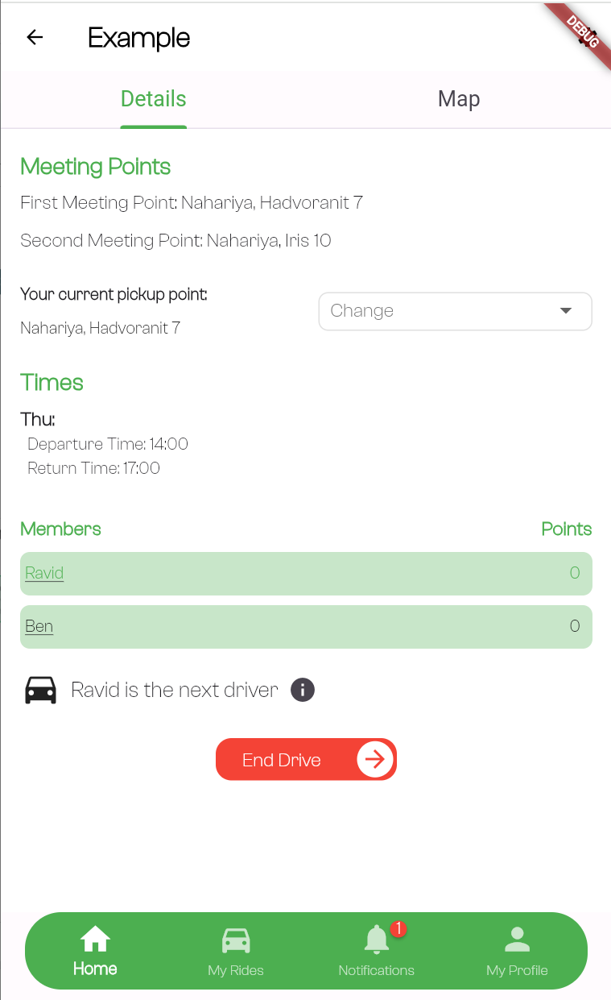 Example
DEBUG
Details
Map
Meeting Points
First Meeting Point: Nahariya, Hadvoranit 7
Second Meeting Point: Nahariya, Iris 10
Your current pickup point:
Nahariya, Hadvoranit 7
Change
Times
Thu:
Departure Time: 14:00
Return Time: 17:00
Members
Points
Ravid
0
Ben
0
Ravid is the next driver
End Drive
1
Home
My Rides
Notifications
My Profile